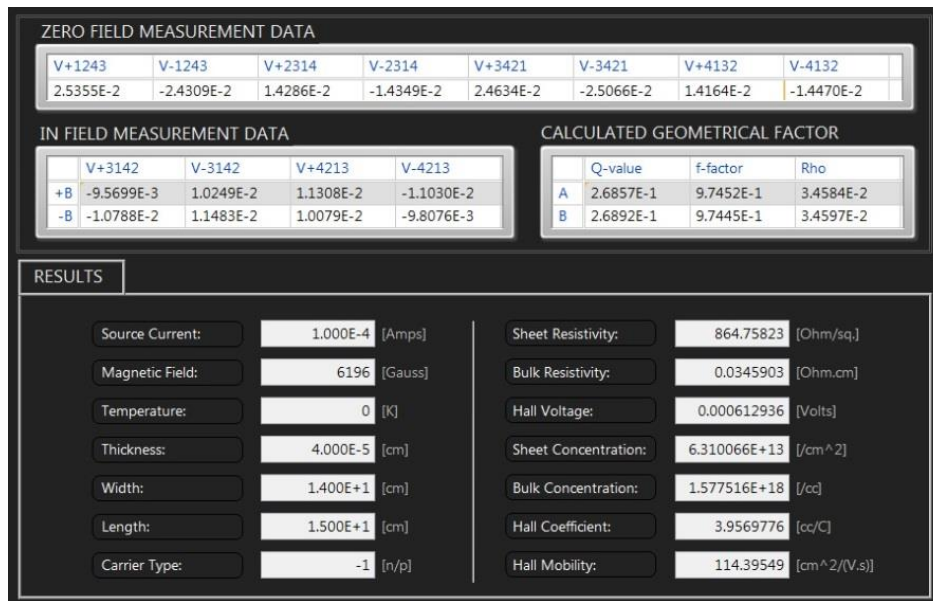 ZERO FIELD MEASUREMENT DATA
V+1243 V-1243 V+2314 V-2314 V+3421 V-3421 V+4132 V-4132
2.5355E-2 -2.4309E-2 1.4286E-2 -1.4349E-2 2.4634E-2 -2.5066E-2 1.4164E-2 -1.4470E-2
IN FIELD MEASUREMENT DATA
V+3142 V-3142 V+4213 V-4213
+B -9.5699E-3 1.0249E-2 1.1308E-2 -1.1030E-2
-B -1.0788E-2 1.1483E-2 1.0079E-2 -9.8076E-3
CALCULATED GEOMETRICAL FACTOR
Q-value f-factor Rho
A 2.6857E-1 9.7452E-1 3.4584E-2
B 2.6892E-1 9.7445E-1 3.4597E-2
RESULTS
Source Current: 1.000E-4 [Amps]
Magnetic Field: 6196 [Gauss]
Temperature: 0 [K]
Thickness: 4.000E-5 [cm]
Width: 1.400E+1 [cm]
Length: 1.500E+1 [cm]
Carrier Type: -1 [n/p]
Sheet Resistivity: 864.75823 [Ohm/sq.]
Bulk Resistivity: 0.0345903 [Ohm.cm]
Hall Voltage: 0.000612936 [Volts]
Sheet Concentration: 6.310066E+13 [/cm^2]
Bulk Concentration: 1.577516E+18 [/cc]
Hall Coefficient: 3.9569776 [cc/C]
Hall Mobility: 114.39549 [cm^2/(V.s)]